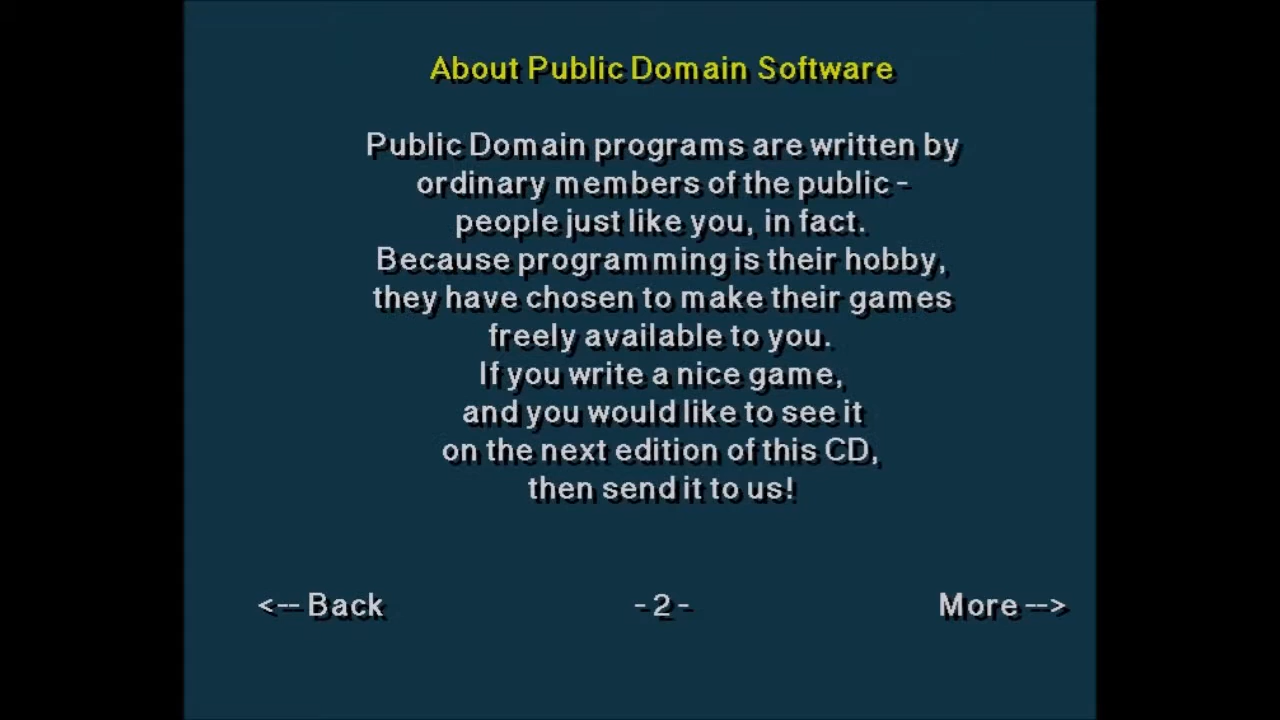 About Public Domain Software
Public Domain programs are written by
ordinary members of the public -
people just like you, in fact.
Because programming is their hobby,
they have chosen to make their games
freely available to you.
If you write a nice game,
and you would like to see it
on the next edition of this CD,
then send it to us!
<-- Back - 2 - More -->